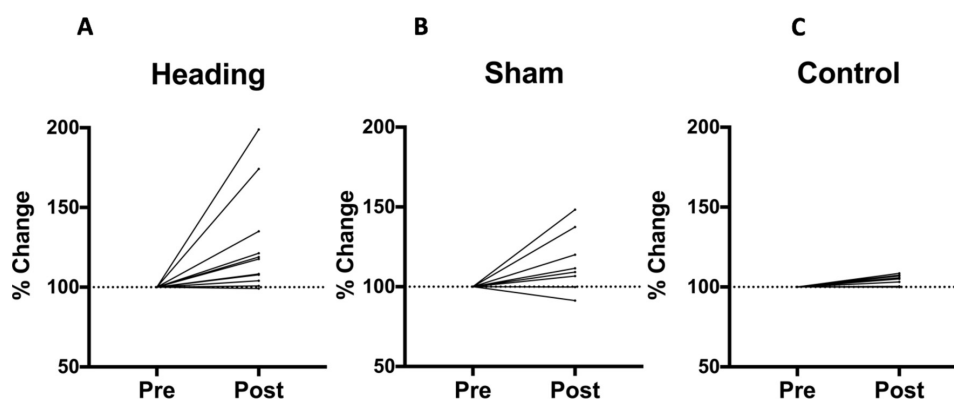 A
B
C
Heading
Sham
Control
200
150
100
50
% Change
Pre
Post
200
150
100
50
% Change
Pre
Post
200
150
100
50
% Change
Pre
Post